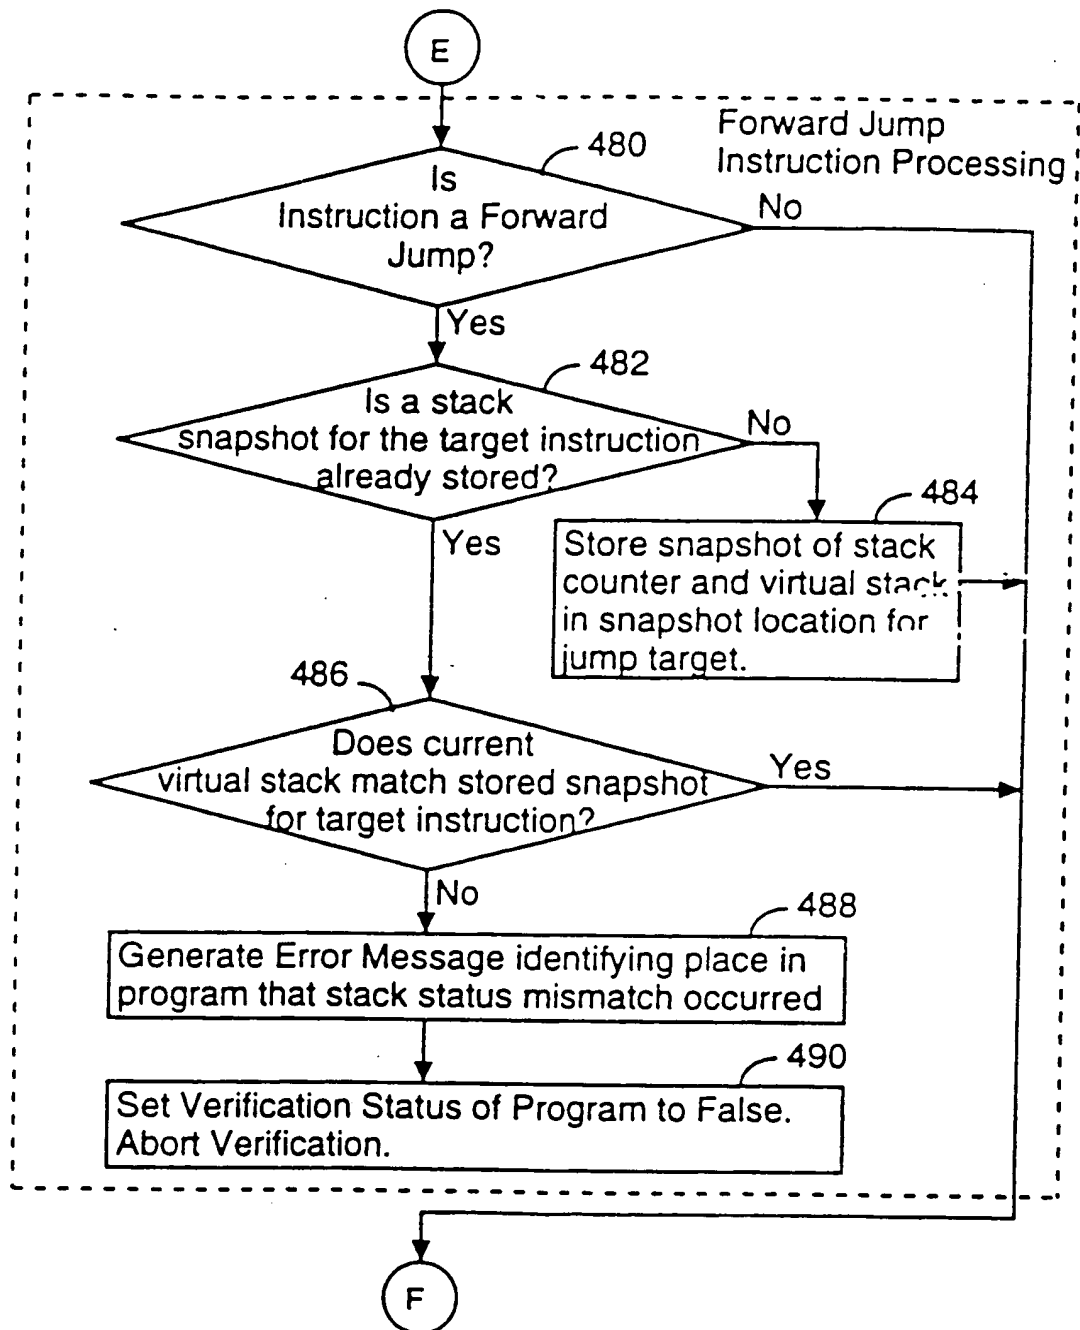 E
Forward Jump
Instruction Processing
480
Is
Instruction a Forward
Jump?
No
Yes
482
Is a stack
snapshot for the target instruction
already stored?
No
Yes
484
Store snapshot of stack
counter and virtual stack
in snapshot location for
jump target.
486
Does current
virtual stack match stored snapshot
for target instruction?
Yes
No
488
Generate Error Message identifying place in
program that stack status mismatch occurred
490
Set Verification Status of Program to False.
Abort Verification.
F